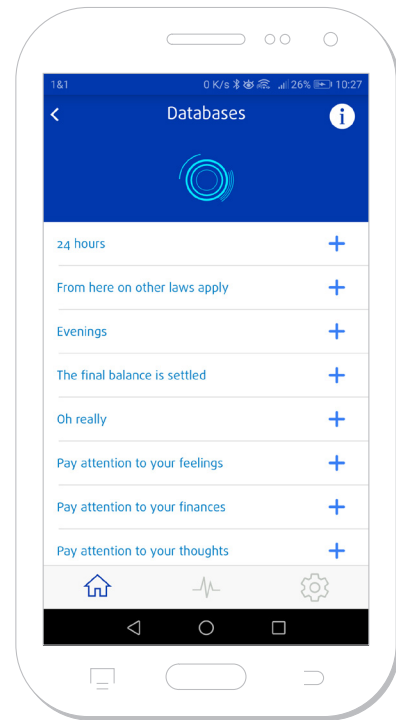 1&1 0 K/s 26% 10:27
Databases
i
24 hours
From here on other laws apply
Evenings
The final balance is settled
Oh really
Pay attention to your feelings
Pay attention to your finances
Pay attention to your thoughts